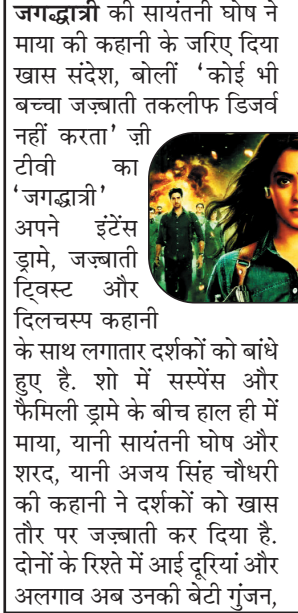 जगद्धात्री की सायंतनी घोष ने
माया की कहानी के जरिए दिया
खास संदेश, बोलीं ‘कोई भी
बच्चा जज़्बाती तकलीफ डिजर्व
नहीं करता’ ज़ी
टीवी का
‘जगद्धात्री’
अपने इंटेंस
ड्रामे, जज़्बाती
ट्विस्ट और
दिलचस्प कहानी
के साथ लगातार दर्शकों को बांधे
हुए है. शो में सस्पेंस और
फैमिली ड्रामे के बीच हाल ही में
माया, यानी सायंतनी घोष और
शरद, यानी अजय सिंह चौधरी
की कहानी ने दर्शकों को खास
तौर पर जज़्बाती कर दिया है.
दोनों के रिश्ते में आई दूरियां और
अलगाव अब उनकी बेटी गुंजन,